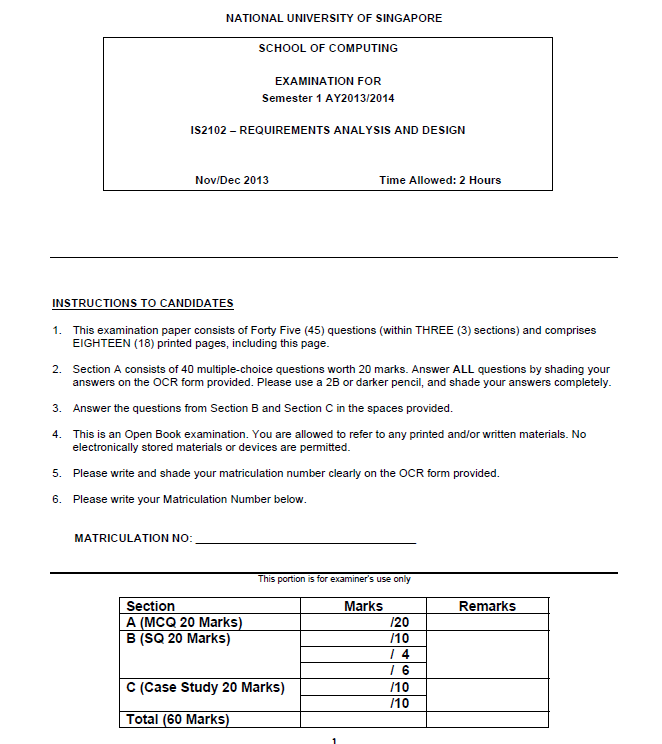 NATIONAL UNIVERSITY OF SINGAPORE
SCHOOL OF COMPUTING
EXAMINATION FOR
Semester 1 AY2013/2014
IS2102 – REQUIREMENTS ANALYSIS AND DESIGN
Nov/Dec 2013 Time Allowed: 2 Hours
INSTRUCTIONS TO CANDIDATES
1. This examination paper consists of Forty Five (45) questions (within THREE (3) sections) and comprises
EIGHTEEN (18) printed pages, including this page.
2. Section A consists of 40 multiple-choice questions worth 20 marks. Answer ALL questions by shading your
answers on the OCR form provided. Please use a 2B or darker pencil, and shade your answers completely.
3. Answer the questions from Section B and Section C in the spaces provided.
4. This is an Open Book examination. You are allowed to refer to any printed and/or written materials. No
electronically stored materials or devices are permitted.
5. Please write and shade your matriculation number clearly on the OCR form provided.
6. Please write your Matriculation Number below.
MATRICULATION NO: ____________________
This portion is for examiner's use only
Section Marks Remarks
A (MCQ 20 Marks) /20
B (SQ 20 Marks) /10
/ 4
/ 6
C (Case Study 20 Marks) /10
/10
Total (60 Marks)
1